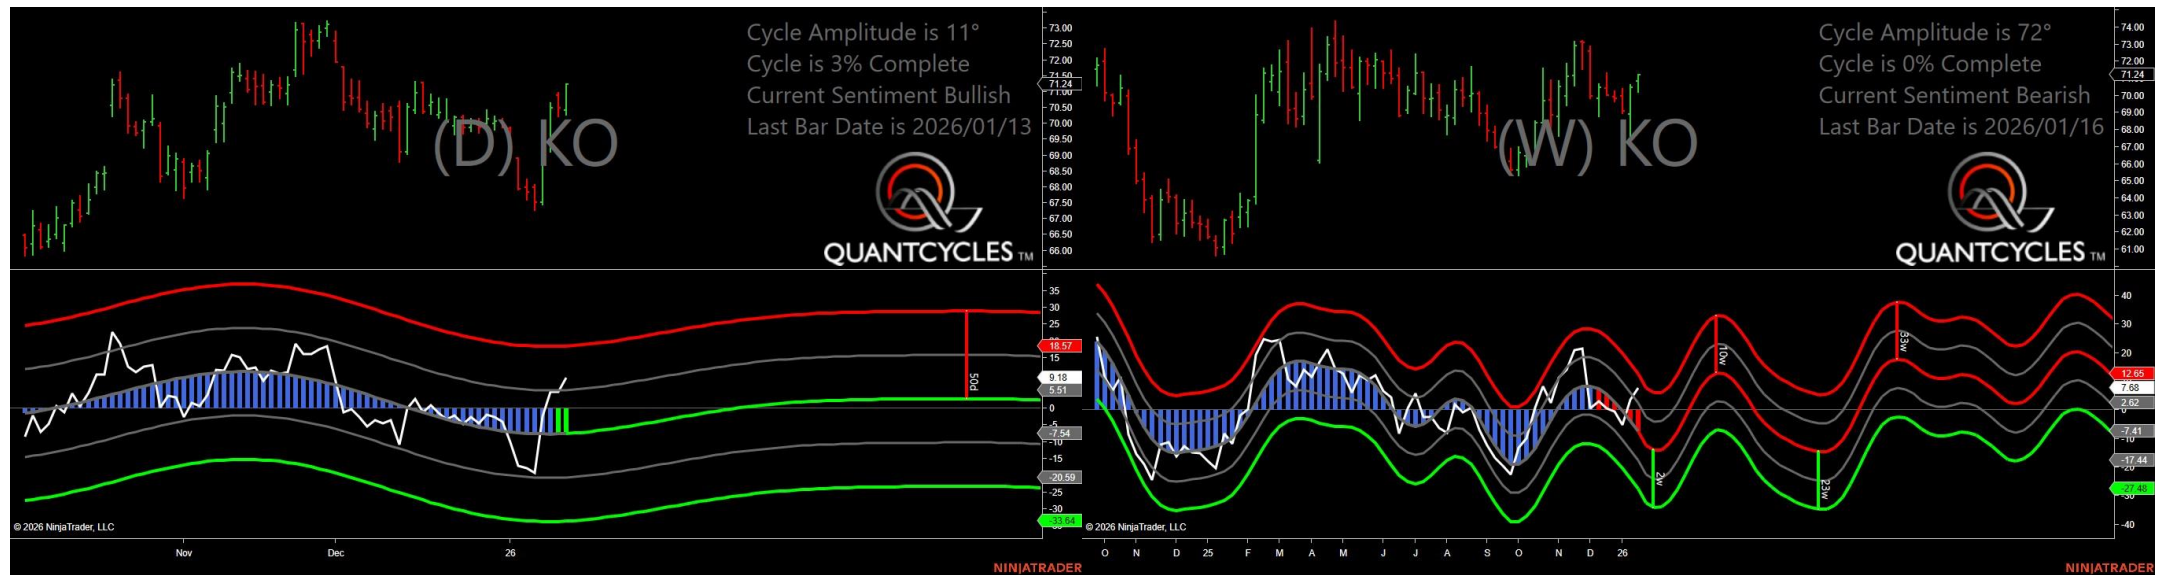 Cycle Amplitude is 11°
Cycle is 3% Complete
Current Sentiment Bullish
Last Bar Date is 2026/01/13
(D) KO
QUANTCYCLES TM
73.00
72.50
72.00
71.50
71.24
71.00
70.50
70.00
69.50
69.00
68.50
68.00
67.50
67.00
66.50
66.00
35
30
25
18.57
15
9.18
5.51
0
-5
-7.54
-10
-15
-20.59
-25
-30
-33.64
50d
© 2026 NinjaTrader, LLC
Nov Dec 26
NINJATRADER
Cycle Amplitude is 72°
Cycle is 0% Complete
Current Sentiment Bearish
Last Bar Date is 2026/01/16
(W) KO
QUANTCYCLES TM
74.00
73.00
72.00
71.24
70.00
69.00
68.00
67.00
66.00
65.00
64.00
63.00
62.00
61.00
40
30
20
12.65
7.68
2.62
0
-7.41
-10
-17.44
-20
-27.48
-30
-40
10w
33w
2w
23w
© 2026 NinjaTrader, LLC
O N D 25 F M A M J J A S O N D 26
NINJATRADER